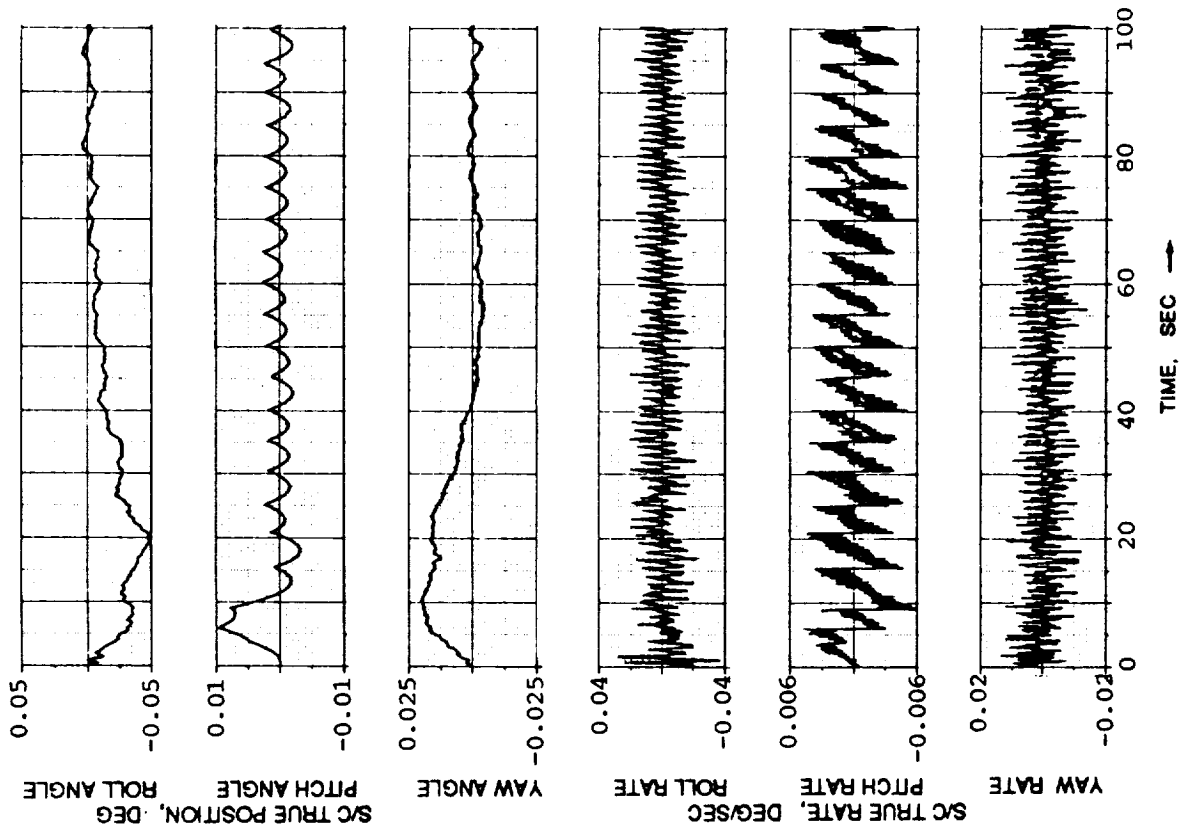 S/C TRUE POSITION, DEG
ROLL ANGLE
0.05
-0.05
PITCH ANGLE
0.01
-0.01
YAW ANGLE
0.025
-0.025
S/C TRUE RATE, DEG/SEC
ROLL RATE
0.04
-0.04
PITCH RATE
0.006
-0.006
YAW RATE
0.02
-0.02
0
20
40
60
80
100
TIME, SEC →